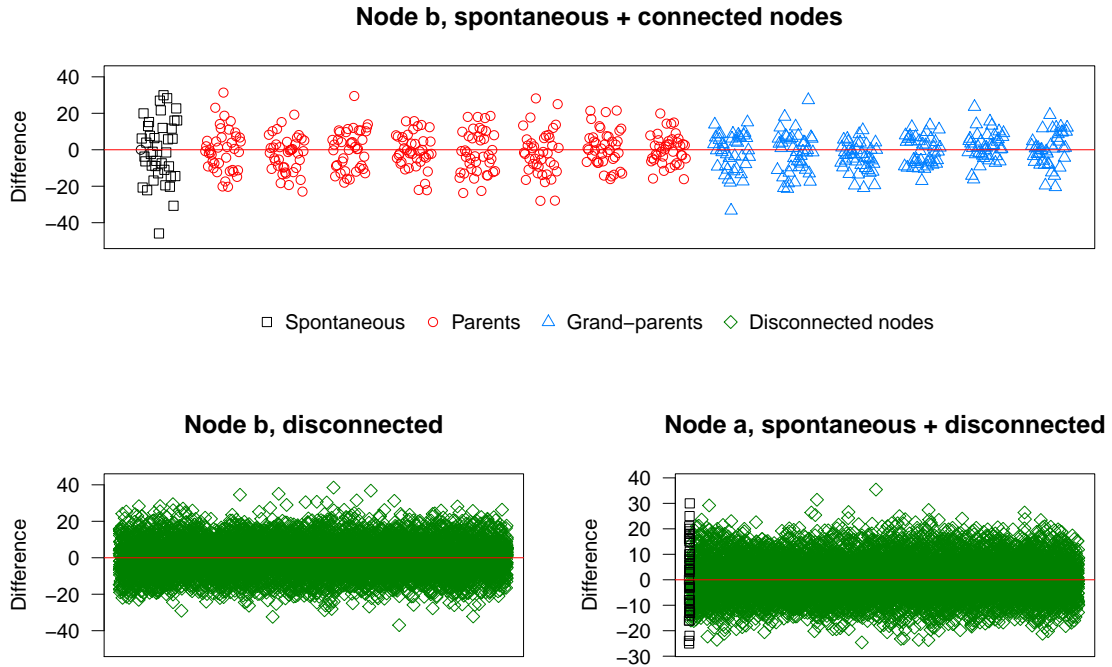 Node b, spontaneous + connected nodes
Difference
40
20
0
−20
−40
Spontaneous Parents Grand−parents Disconnected nodes
Node b, disconnected
Difference
40
20
0
−20
−40
Node a, spontaneous + disconnected
Difference
40
30
20
10
0
−10
−20
−30